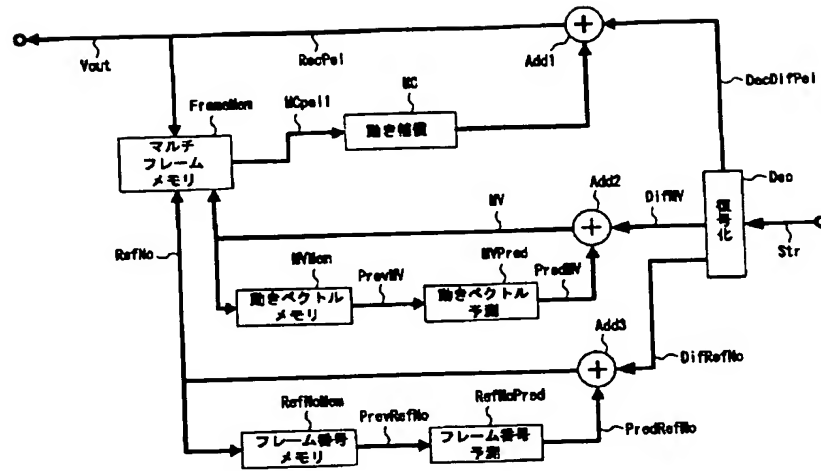 Vout
RecPel
Add1
DecDifPel
FrameMem
MCpel1
MC
動き補償
マルチ
フレーム
メモリ
Add2
Dec
復号化
MV
DifMV
Str
RefNo
MVMem
PrevMV
MVPred
PredMV
動きベクトル
メモリ
動きベクトル
予測
Add3
DifRefNo
RefNoMem
PrevRefNo
RefNoPred
PredRefNo
フレーム番号
メモリ
フレーム番号
予測